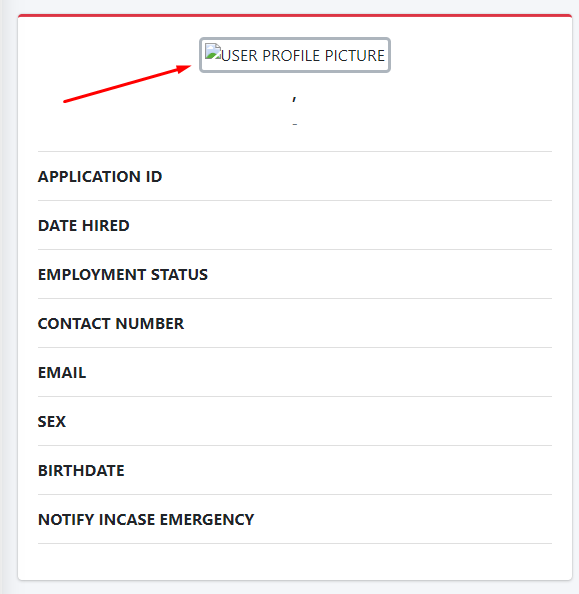 USER PROFILE PICTURE
,
-
APPLICATION ID
DATE HIRED
EMPLOYMENT STATUS
CONTACT NUMBER
EMAIL
SEX
BIRTHDATE
NOTIFY INCASE EMERGENCY